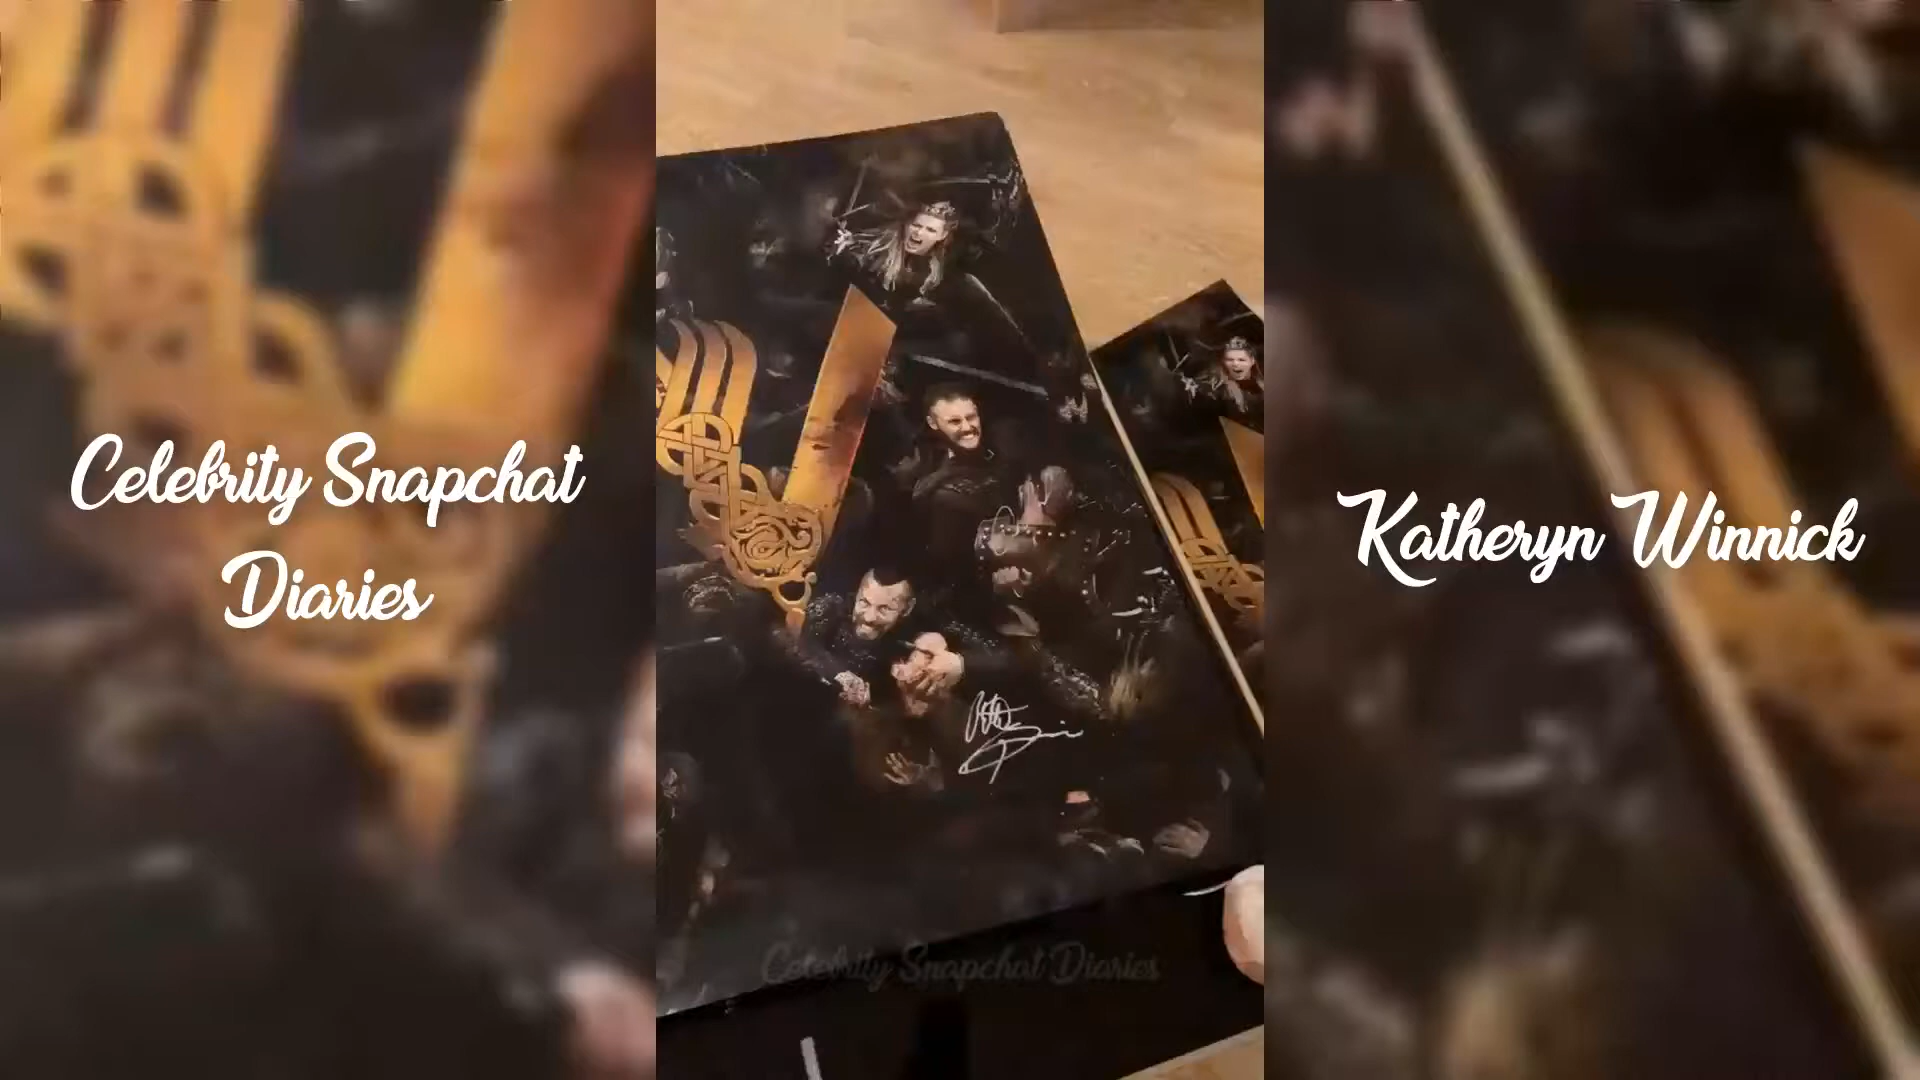 Celebrity Snapchat
Diaries
Katheryn Winnick
Celebrity Snapchat Diaries